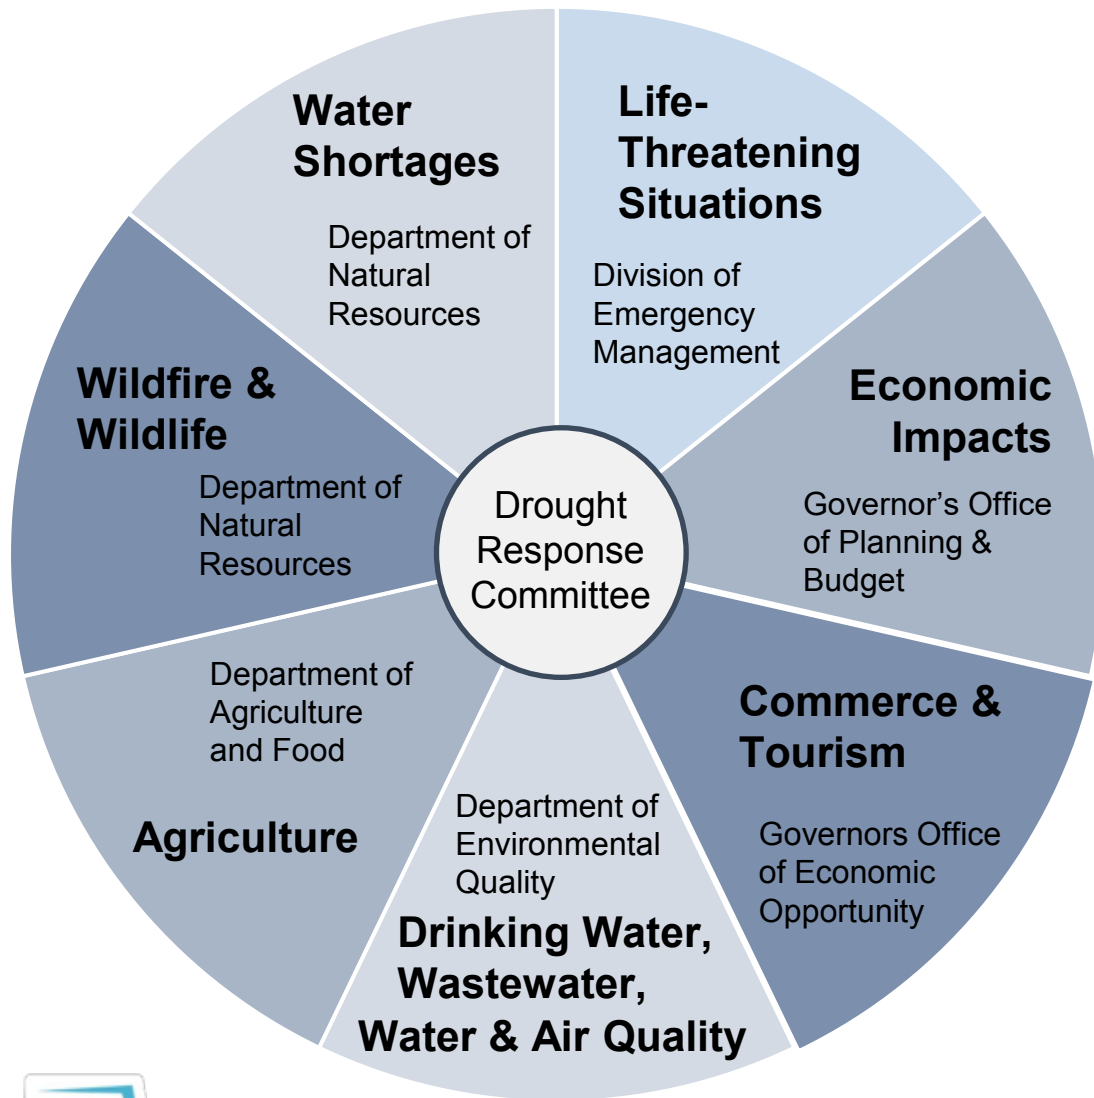 Water
Shortages
Department of
Natural
Resources
Life-
Threatening
Situations
Division of
Emergency
Management
Economic
Impacts
Governor’s Office
of Planning &
Budget
Commerce &
Tourism
Governors Office
of Economic
Opportunity
Department of
Environmental
Quality
Drinking Water,
Wastewater,
Water & Air Quality
Department of
Agriculture
and Food
Agriculture
Wildfire &
Wildlife
Department of
Natural
Resources
Drought
Response
Committee